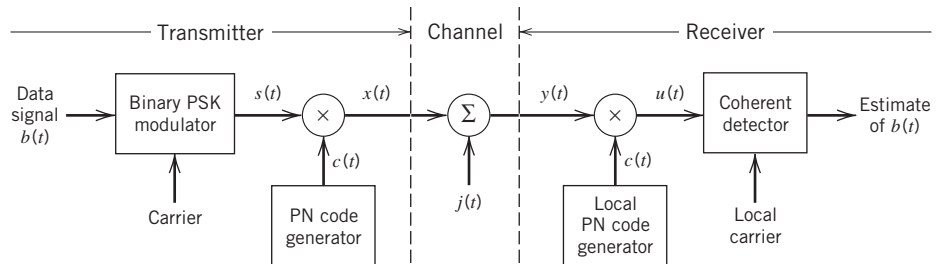 Transmitter
Channel
Receiver
Data
signal
b(t)
Binary PSK
modulator
s(t)
×
x(t)
Σ
y(t)
×
u(t)
Coherent
detector
Estimate
of b(t)
Carrier
c(t)
PN code
generator
j(t)
c(t)
Local
PN code
generator
Local
carrier